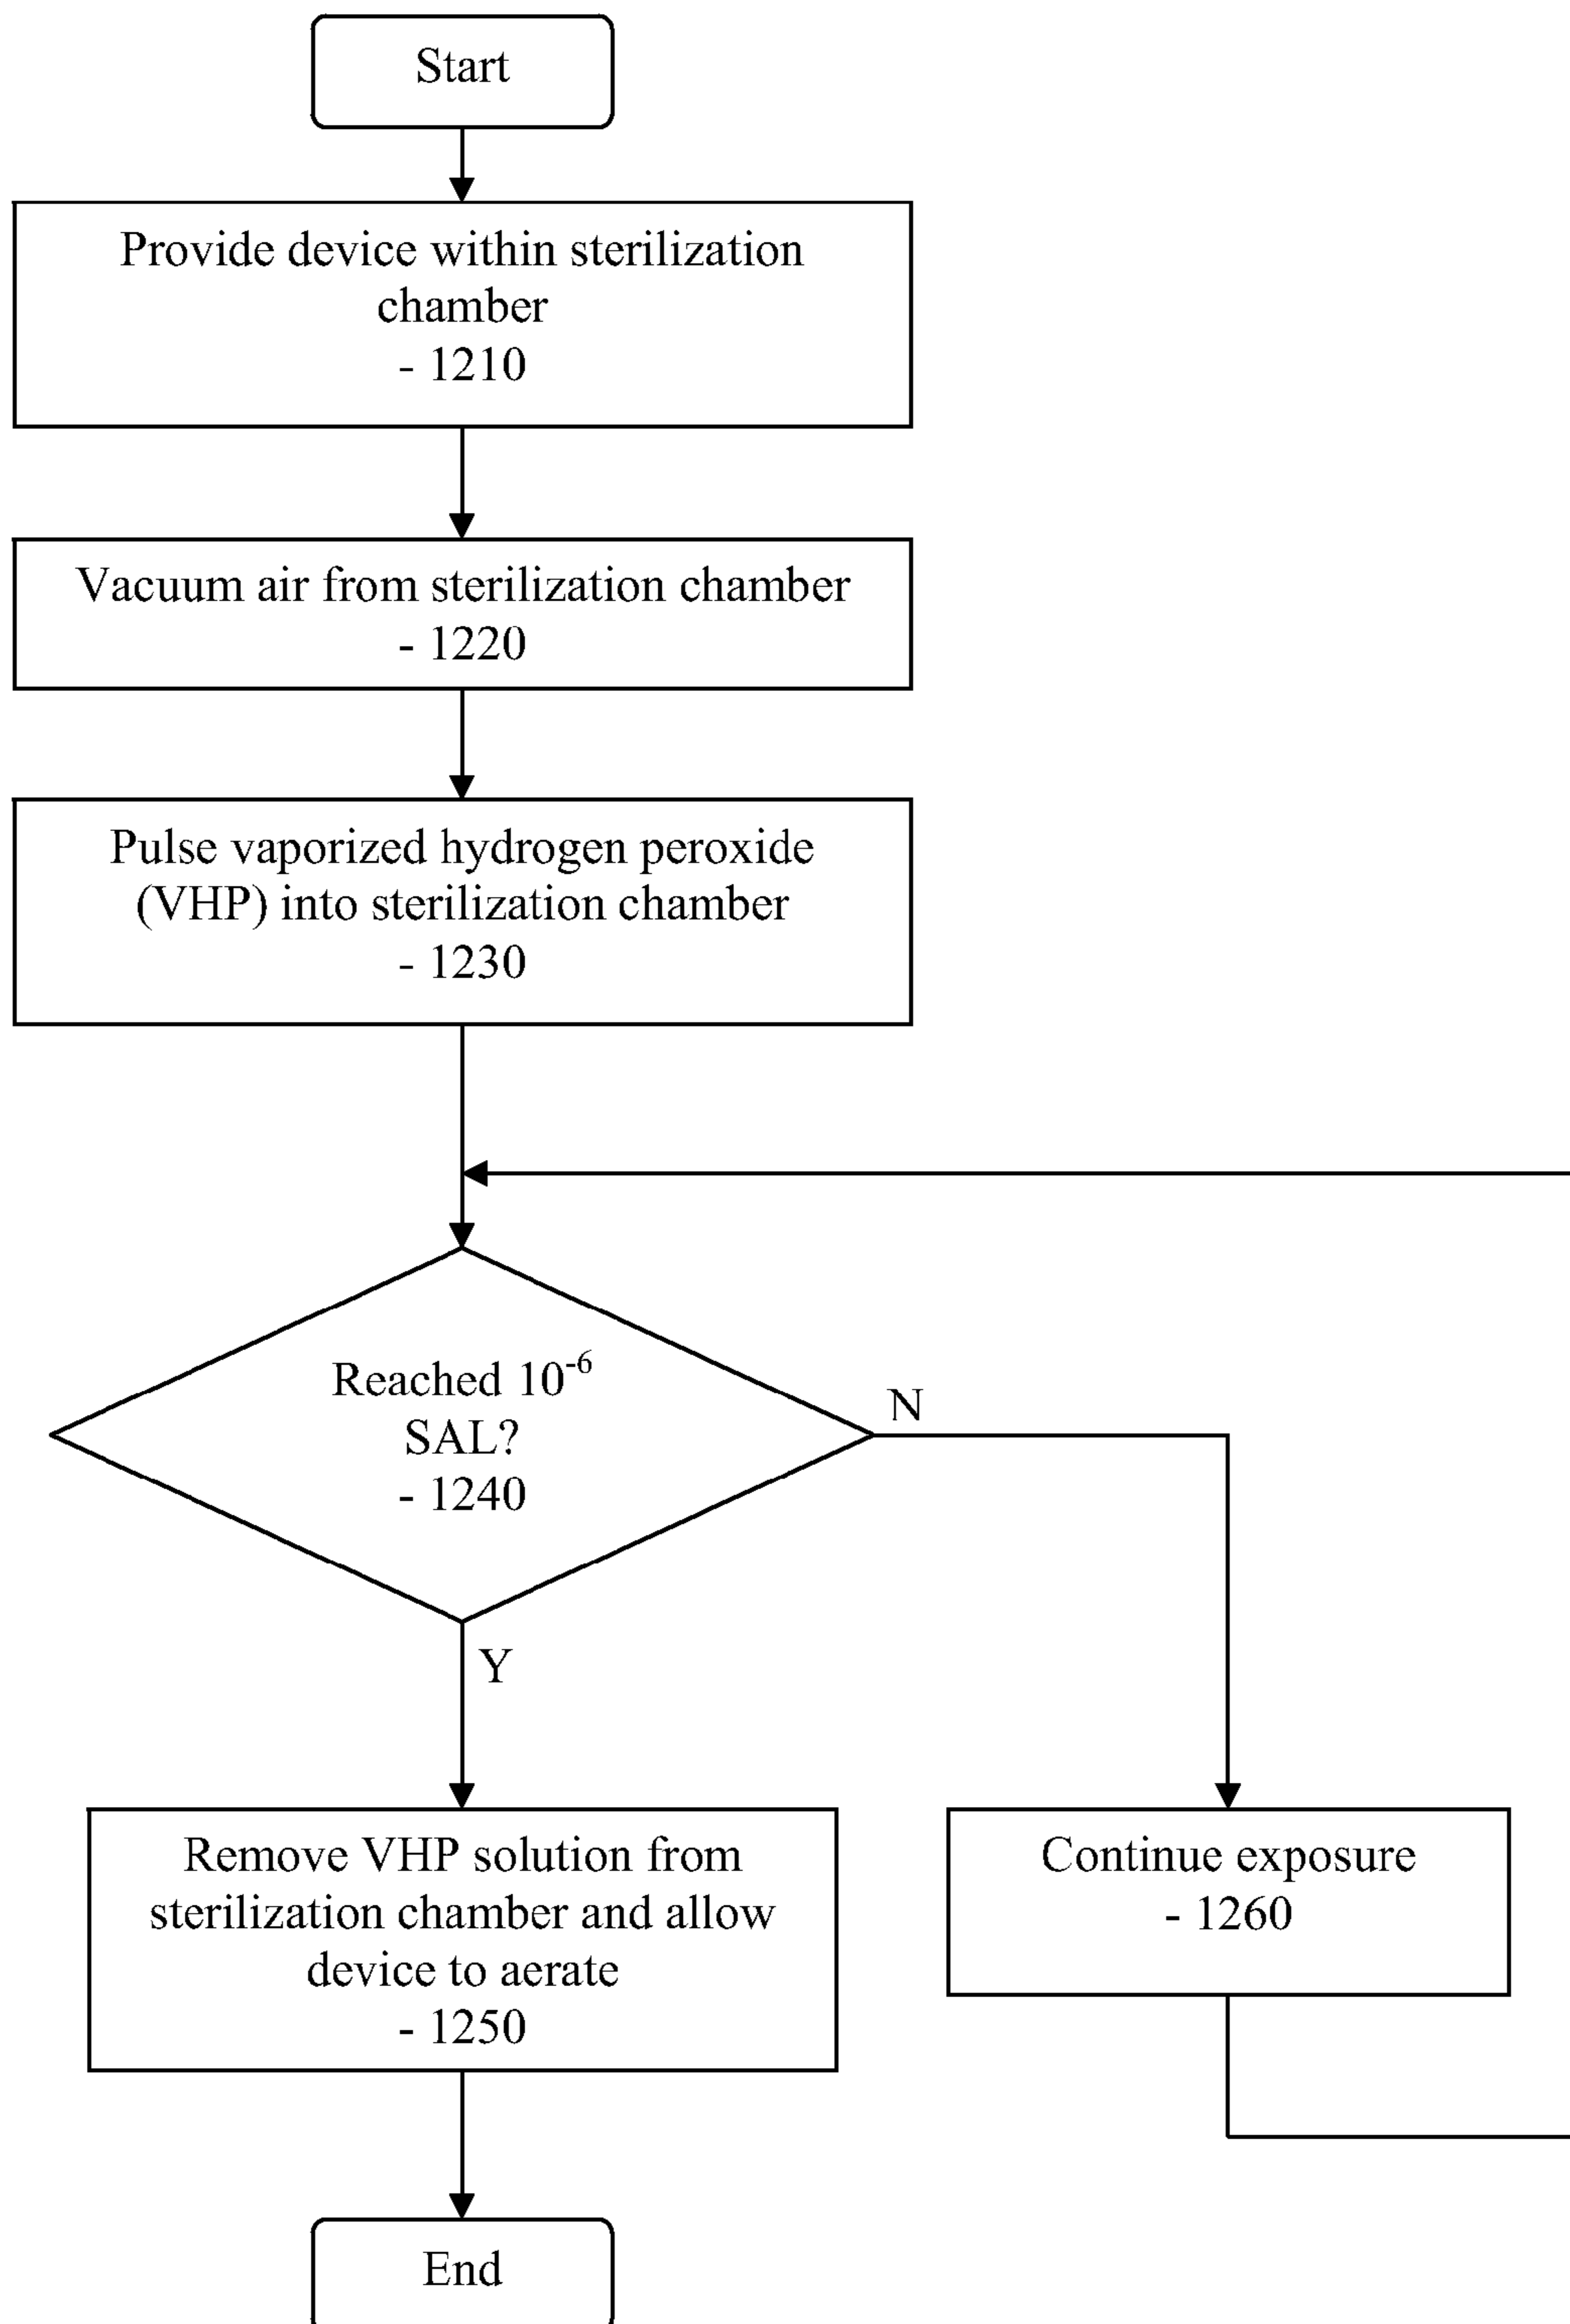 Start
Provide device within sterilization
chamber
- 1210
Vacuum air from sterilization chamber
- 1220
Pulse vaporized hydrogen peroxide
(VHP) into sterilization chamber
- 1230
Reached 10⁻⁶
SAL?
- 1240
N
Y
Remove VHP solution from
sterilization chamber and allow
device to aerate
- 1250
Continue exposure
- 1260
End